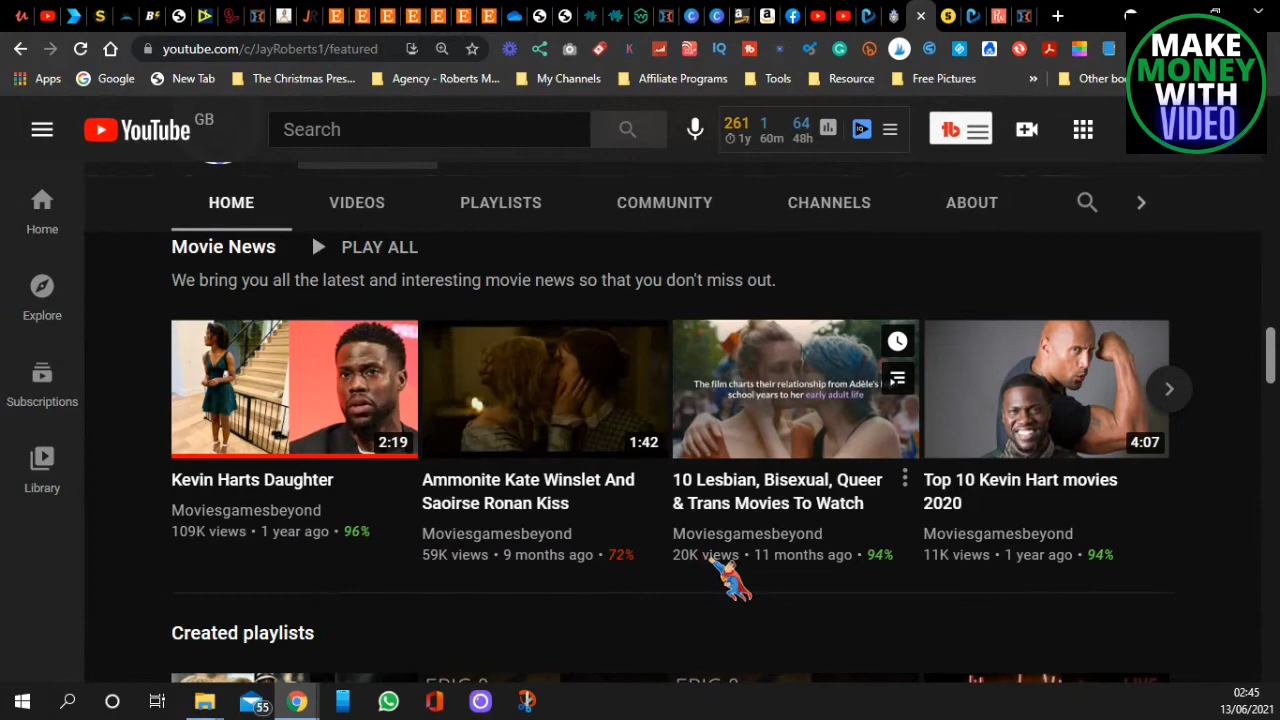 youtube.com/c/JayRoberts1/featured
MAKE
MONEY
WITH
VIDEO
Apps
Google
New Tab
The Christmas Pres...
Agency - Roberts M...
My Channels
Affiliate Programs
Tools
Resource
Free Pictures
»
Other boo
YouTube GB
Search
261 1 64
1y 60m 48h
HOME
VIDEOS
PLAYLISTS
COMMUNITY
CHANNELS
ABOUT
Home
Explore
Subscriptions
Library
Movie News
PLAY ALL
We bring you all the latest and interesting movie news so that you don't miss out.
2:19
Kevin Harts Daughter
Moviesgamesbeyond
109K views • 1 year ago • 96%
1:42
Ammonite Kate Winslet And
Saoirse Ronan Kiss
Moviesgamesbeyond
59K views • 9 months ago • 72%
The film charts their relationship from Adèle's
school years to her early adult life
10 Lesbian, Bisexual, Queer
& Trans Movies To Watch
Moviesgamesbeyond
20K views • 11 months ago • 94%
4:07
Top 10 Kevin Hart movies
2020
Moviesgamesbeyond
11K views • 1 year ago • 94%
Created playlists
55
02:45
13/06/2021